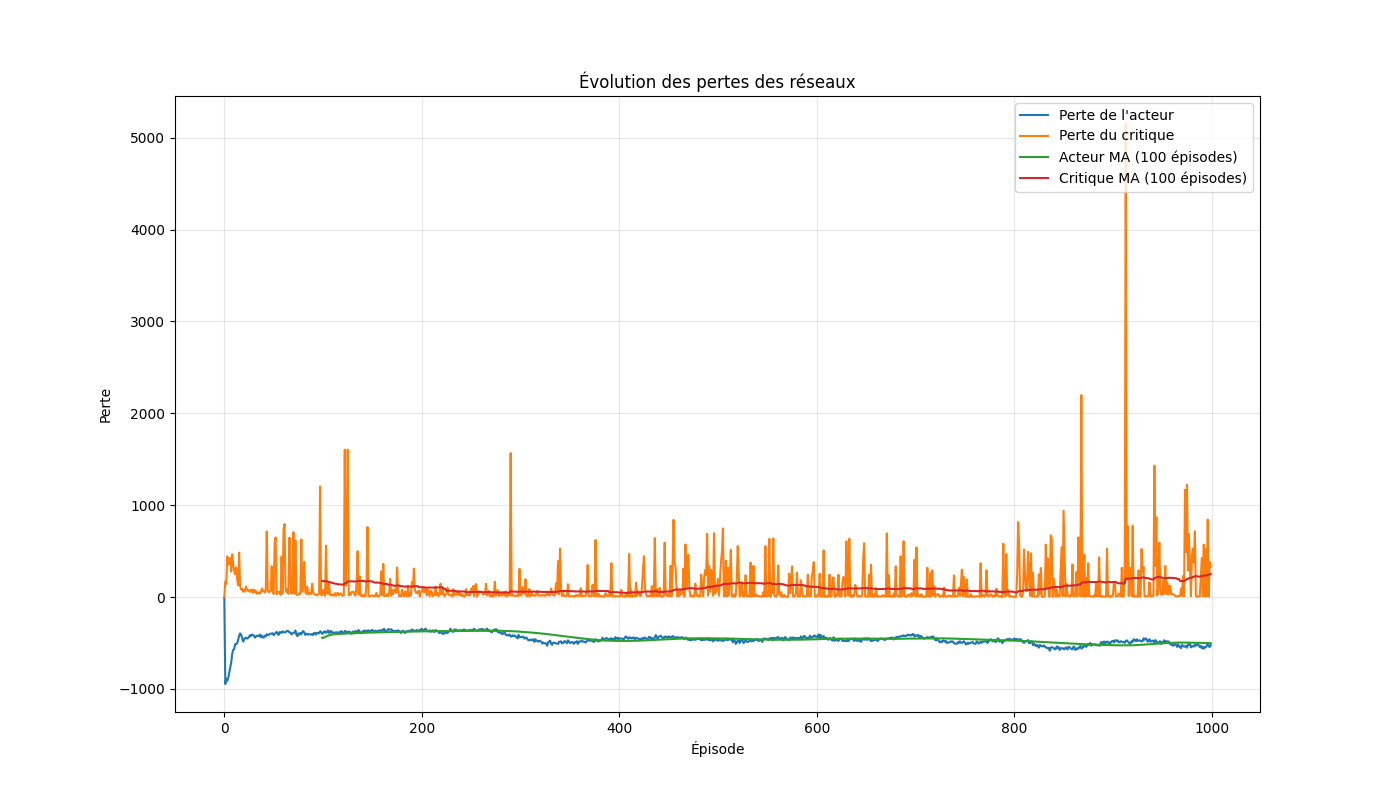 Évolution des pertes des réseaux
Perte de l'acteur
Perte du critique
Acteur MA (100 épisodes)
Critique MA (100 épisodes)
5000
4000
3000
2000
1000
0
−1000
Perte
0 200 400 600 800 1000
Épisode